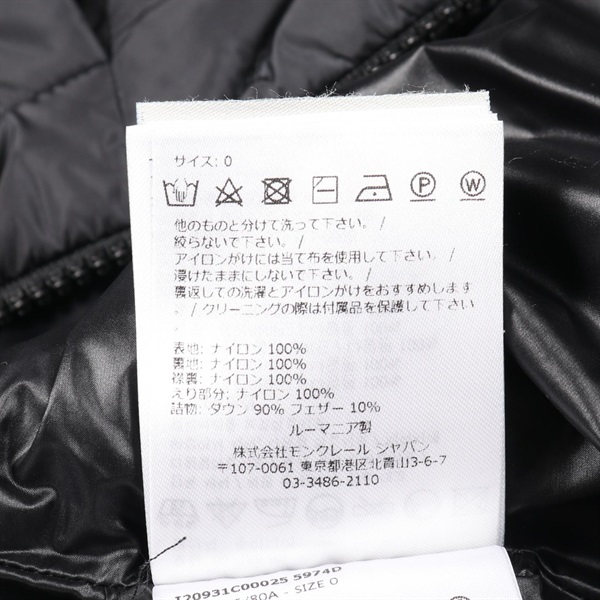 サイズ: 0
P W
他のものと分けて洗って下さい。/
絞らないで下さい。/
アイロンがけには当て布を使用して下さい。/
浸けたままにしないで下さい。/
裏返しての洗濯とアイロンがけをおすすめします
。/ クリーニングの際は付属品を保護して下さい。
表地: ナイロン 100%
裏地: ナイロン 100%
襟裏: ナイロン 100%
えり部分: ナイロン 100%
詰物: ダウン 90% フェザー 10%
ルーマニア製
株式会社モンクレール ジャパン
〒107-0061 東京都港区北青山3-6-7
03-3486-2110
I20931C00025 5974D
/80A - SIZE 0